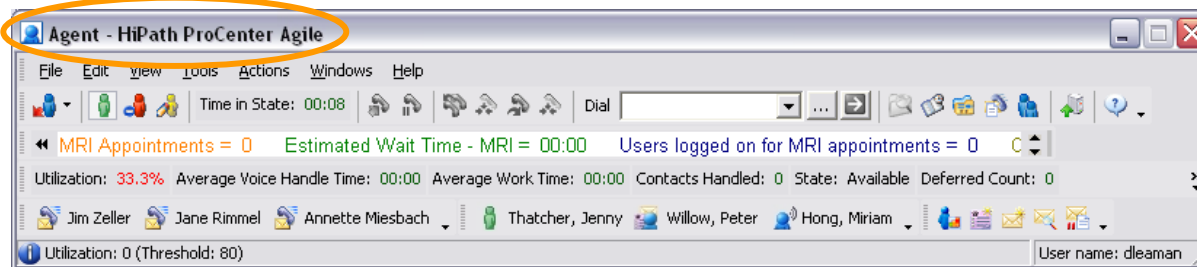 Agent - HiPath ProCenter Agile
File Edit View Tools Actions Windows Help
Time in State: 00:08 Dial
MRI Appointments = 0 Estimated Wait Time - MRI = 00:00 Users logged on for MRI appointments = 0
Utilization: 33.3% Average Voice Handle Time: 00:00 Average Work Time: 00:00 Contacts Handled: 0 State: Available Deferred Count: 0
Jim Zeller Jane Rimmel Annette Miesbach Thatcher, Jenny Willow, Peter Hong, Miriam
Utilization: 0 (Threshold: 80) User name: dleaman